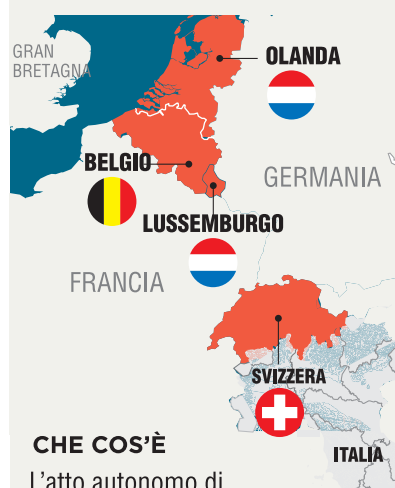 GRAN
BRETAGNA
OLANDA
BELGIO
GERMANIA
LUSSEMBURGO
FRANCIA
SVIZZERA
CHE COS'È
ITALIA
L'atto autonomo di